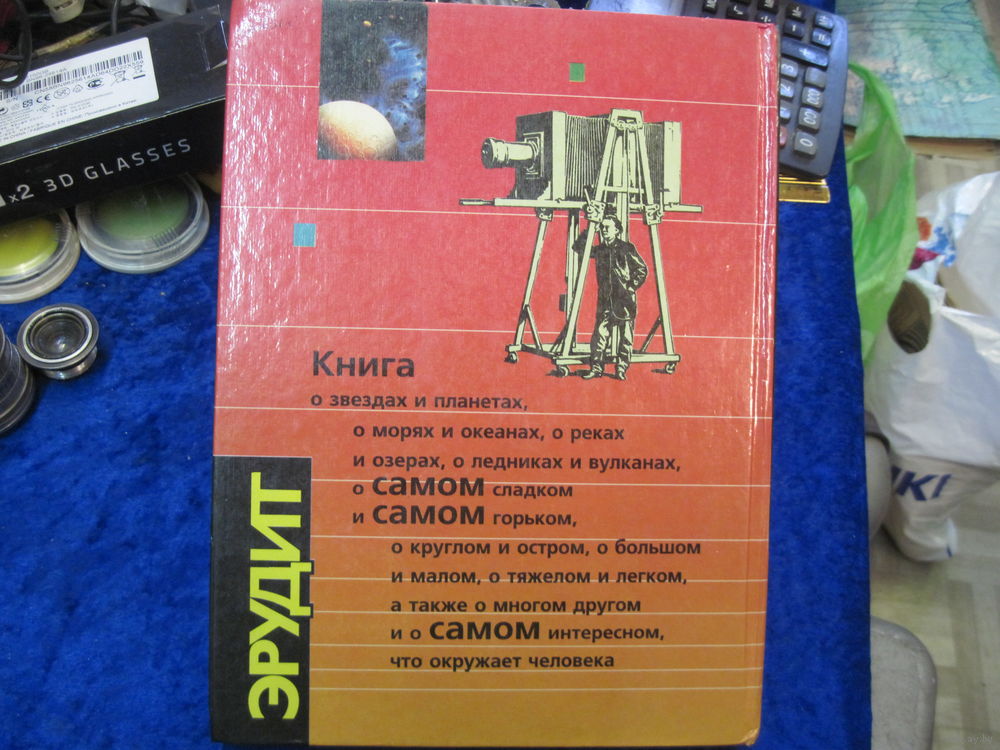 x2 3D GLASSES
Книга
о звездах и планетах,
о морях и океанах, о реках
и озерах, о ледниках и вулканах,
о самом сладком
и самом горьком,
о круглом и остром, о большом
и малом, о тяжелом и легком,
а также о многом другом
и о самом интересном,
что окружает человека
ЭРУДИТ